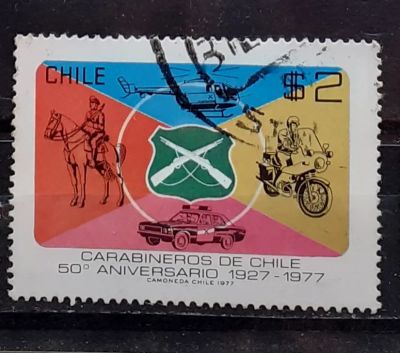 CHILE
$2
CARABINEROS DE CHILE
50° ANIVERSARIO 1927-1977
CAMONEDA CHILE 1977